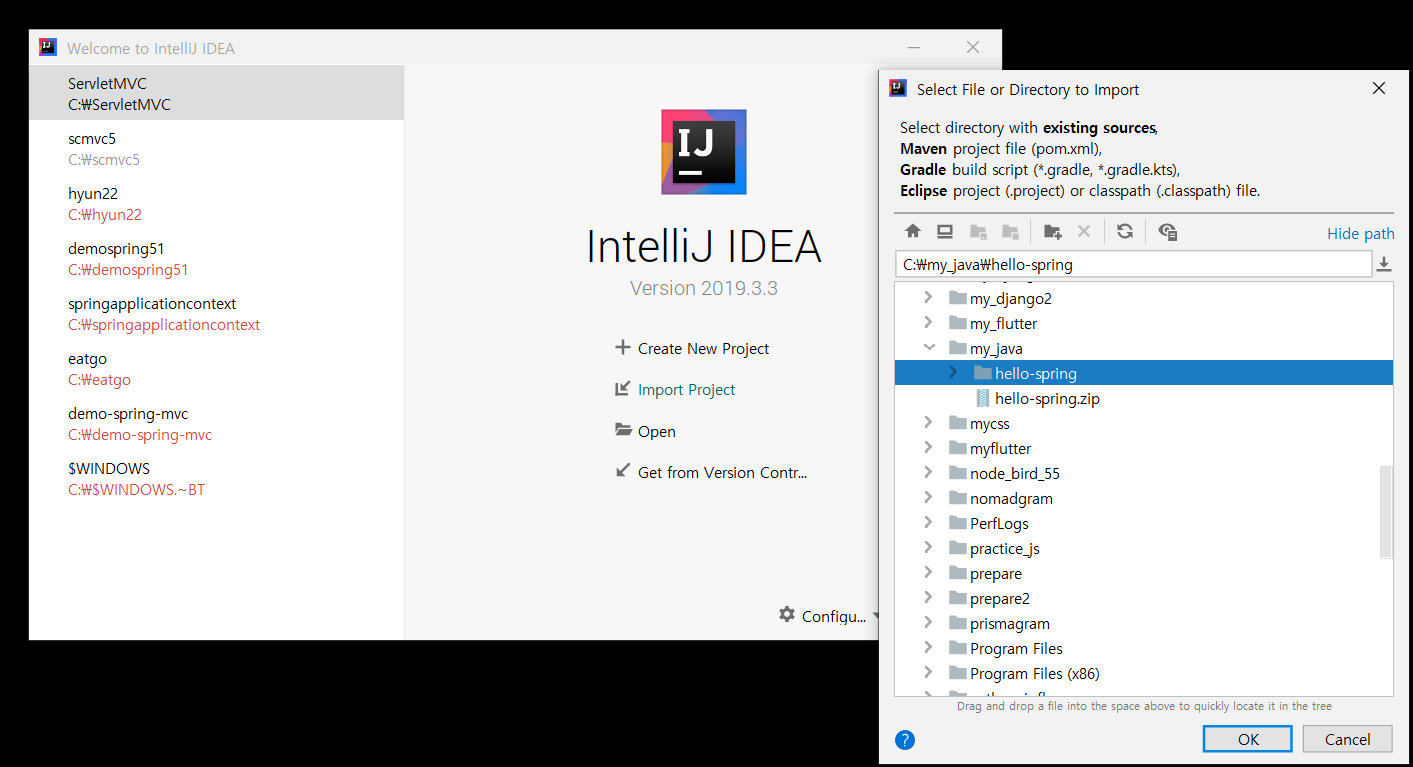 Welcome to IntelliJ IDEA
ServletMVC
C:₩ServletMVC
scmvc5
C:₩scmvc5
hyun22
C:₩hyun22
demospring51
C:₩demospring51
springapplicationcontext
C:₩springapplicationcontext
eatgo
C:₩eatgo
demo-spring-mvc
C:₩demo-spring-mvc
$WINDOWS
C:₩$WINDOWS.~BT
IJ
IntelliJ IDEA
Version 2019.3.3
Create New Project
Import Project
Open
Get from Version Contr...
Configu...
Select File or Directory to Import
Select directory with existing sources,
Maven project file (pom.xml),
Gradle build script (*.gradle, *.gradle.kts),
Eclipse project (.project) or classpath (.classpath) file.
Hide path
C:₩my_java₩hello-spring
my_django2
my_flutter
my_java
hello-spring
hello-spring.zip
mycss
myflutter
node_bird_55
nomadgram
PerfLogs
practice_js
prepare
prepare2
prismagram
Program Files
Program Files (x86)
Drag and drop a file into the space above to quickly locate it in the tree
?
OK
Cancel